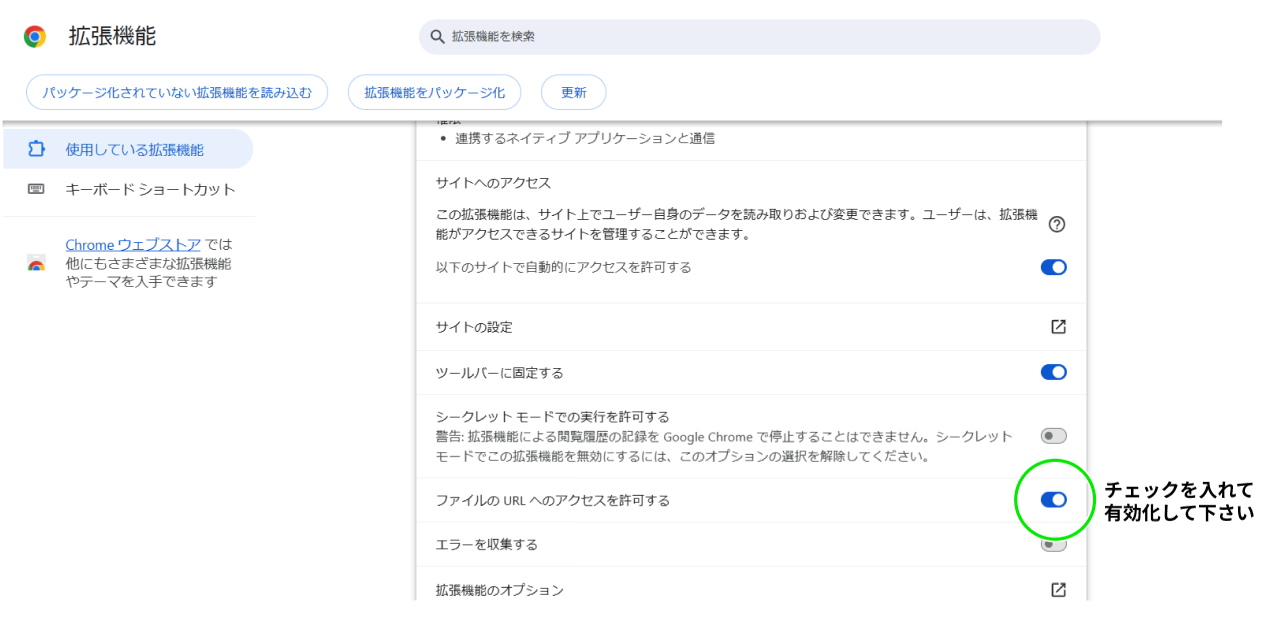 拡張機能
拡張機能を検索
パッケージ化されていない拡張機能を読み込む
拡張機能をパッケージ化
更新
使用している拡張機能
キーボード ショートカット
Chrome ウェブストア では
他にもさまざまな拡張機能
やテーマを入手できます
• 連携するネイティブ アプリケーションと通信
サイトへのアクセス
この拡張機能は、サイト上でユーザー自身のデータを読み取りおよび変更できます。ユーザーは、拡張機
能がアクセスできるサイトを管理することができます。
以下のサイトで自動的にアクセスを許可する
サイトの設定
ツールバーに固定する
シークレット モードでの実行を許可する
警告: 拡張機能による閲覧履歴の記録を Google Chrome で停止することはできません。シークレット
モードでこの拡張機能を無効にするには、このオプションの選択を解除してください。
ファイルの URL へのアクセスを許可する
チェックを入れて
有効化して下さい
エラーを収集する
拡張機能のオプション